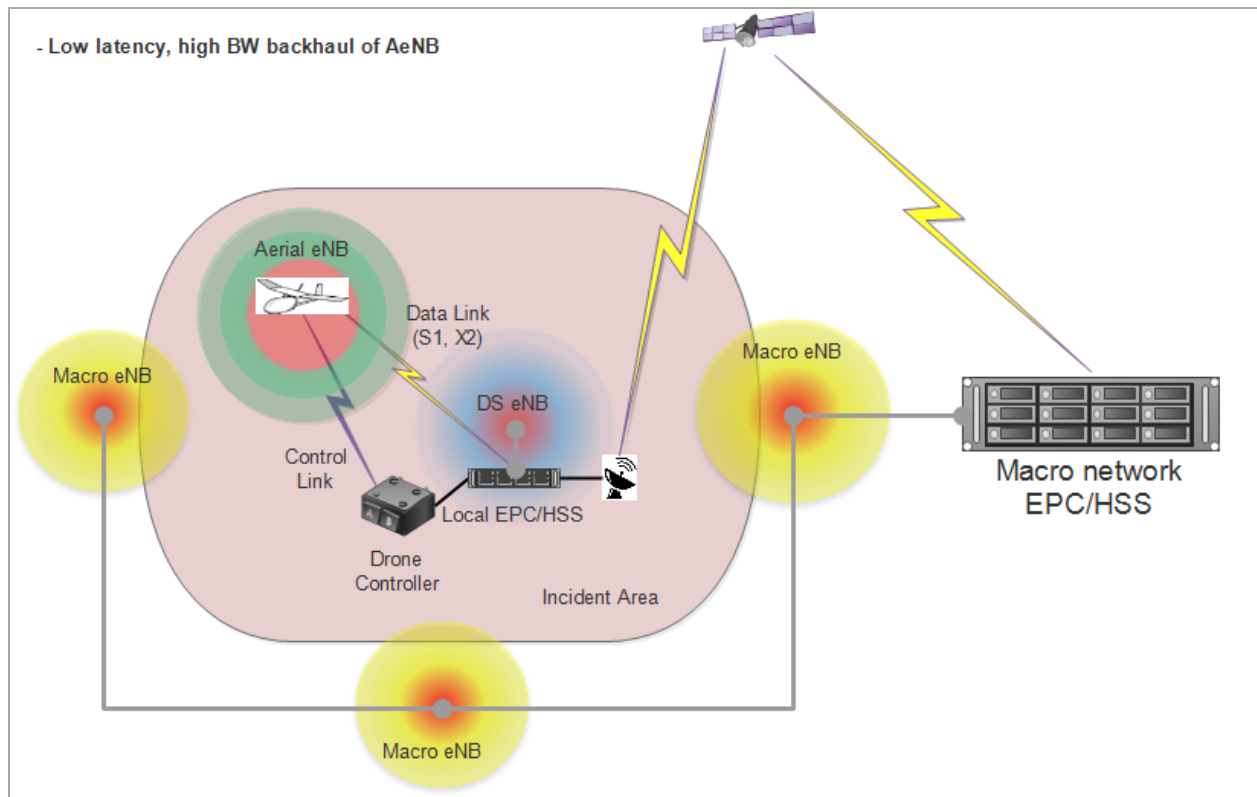 - Low latency, high BW backhaul of AeNB
Aerial eNB
Data Link
(S1, X2)
Macro eNB
Macro eNB
DS eNB
Control
Link
Local EPC/HSS
Macro network
EPC/HSS
Drone
Controller
Incident Area
Macro eNB